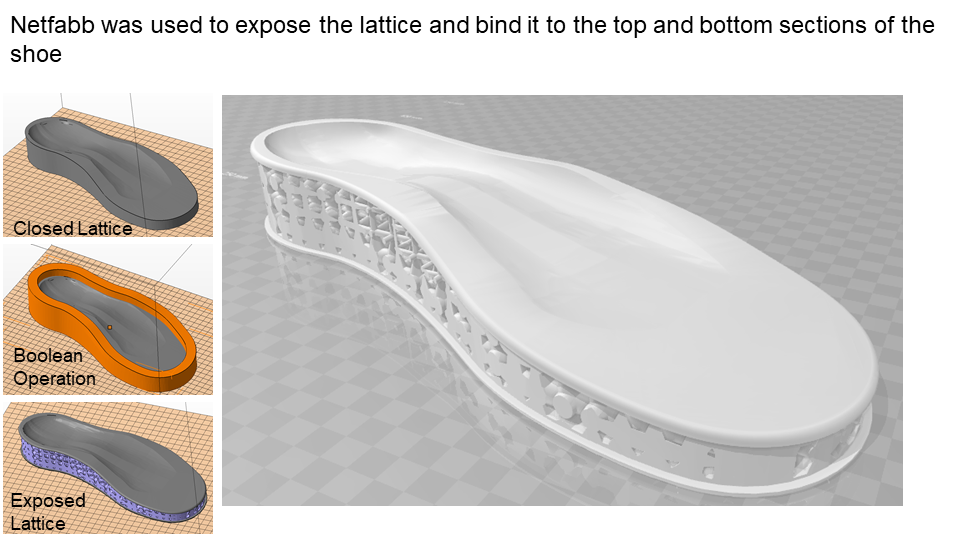 Netfabb was used to expose the lattice and bind it to the top and bottom sections of the
shoe
Closed Lattice
Boolean
Operation
Exposed
Lattice